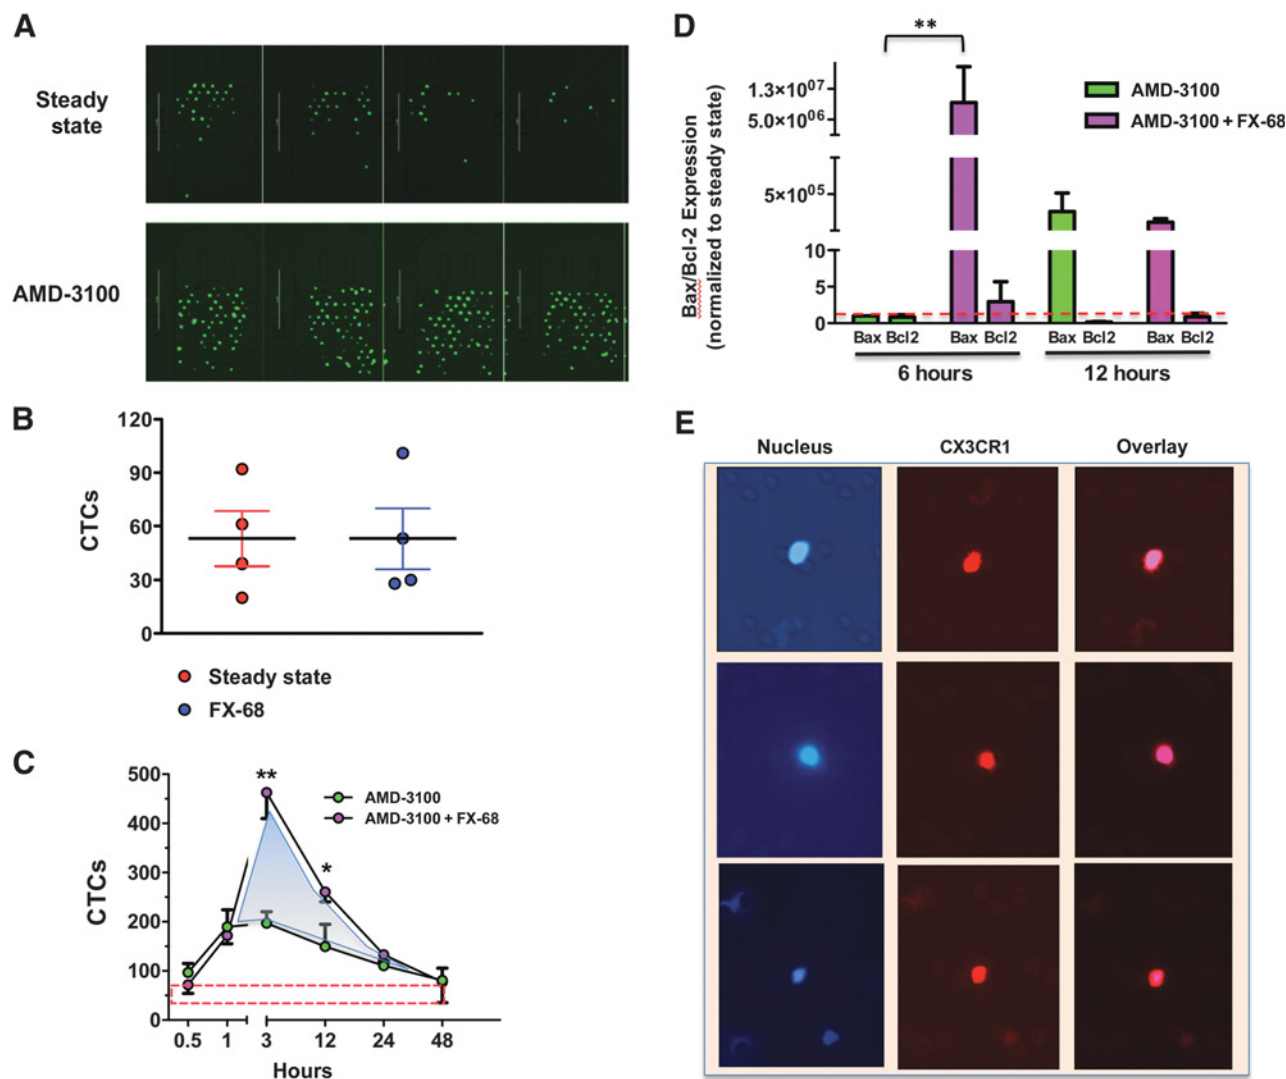 A
Steady
state
AMD-3100
B
CTCs
120
90
60
30
0
Steady state
FX-68
C
CTCs
500
400
300
200
100
0
**
*
AMD-3100
AMD-3100 + FX-68
0.5 1 3 12 24 48
Hours
D
Bax/Bcl-2 Expression
(normalized to steady state)
**
1.3×10⁰⁷
5.0×10⁰⁶
5×10⁰⁵
10
5
0
AMD-3100
AMD-3100 + FX-68
Bax Bcl2 Bax Bcl2 Bax Bcl2 Bax Bcl2
6 hours 12 hours
E
Nucleus CX3CR1 Overlay